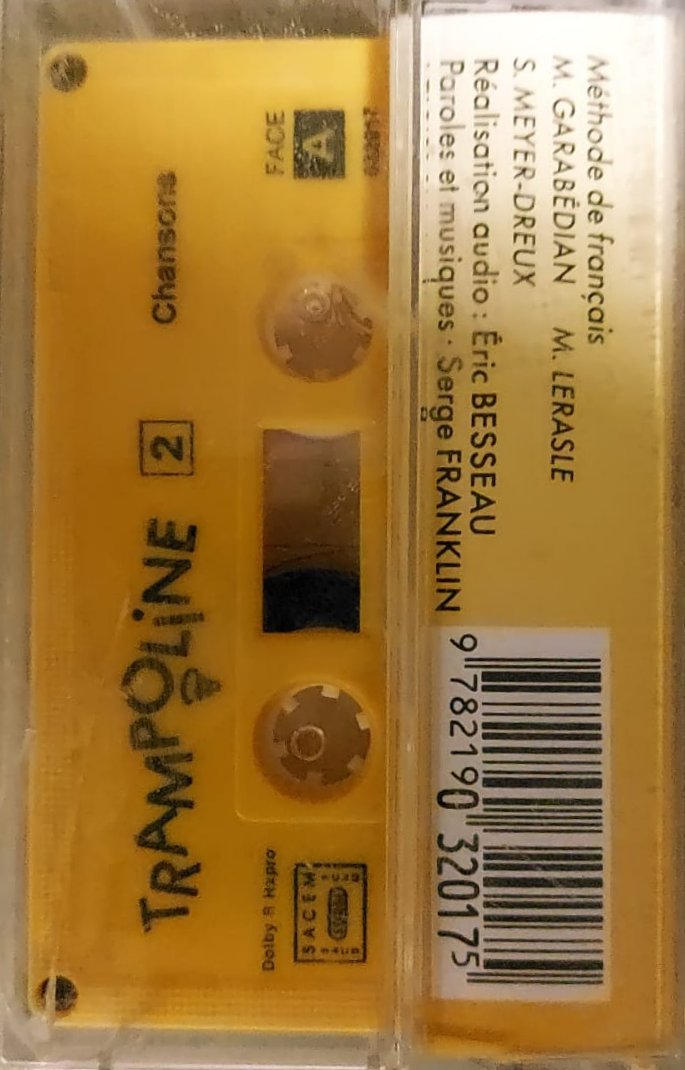 Méthode de français
M. GARABÉDIAN M. LERASLE
S. MEYER-DREUX
Réalisation audio : Éric BESSEAU
Paroles et musiques : Serge FRANKLIN
9 782190 320175
FACE
A
Chansons
TRAMPOLiNE 2
Dolby B Hxpro
SACEM